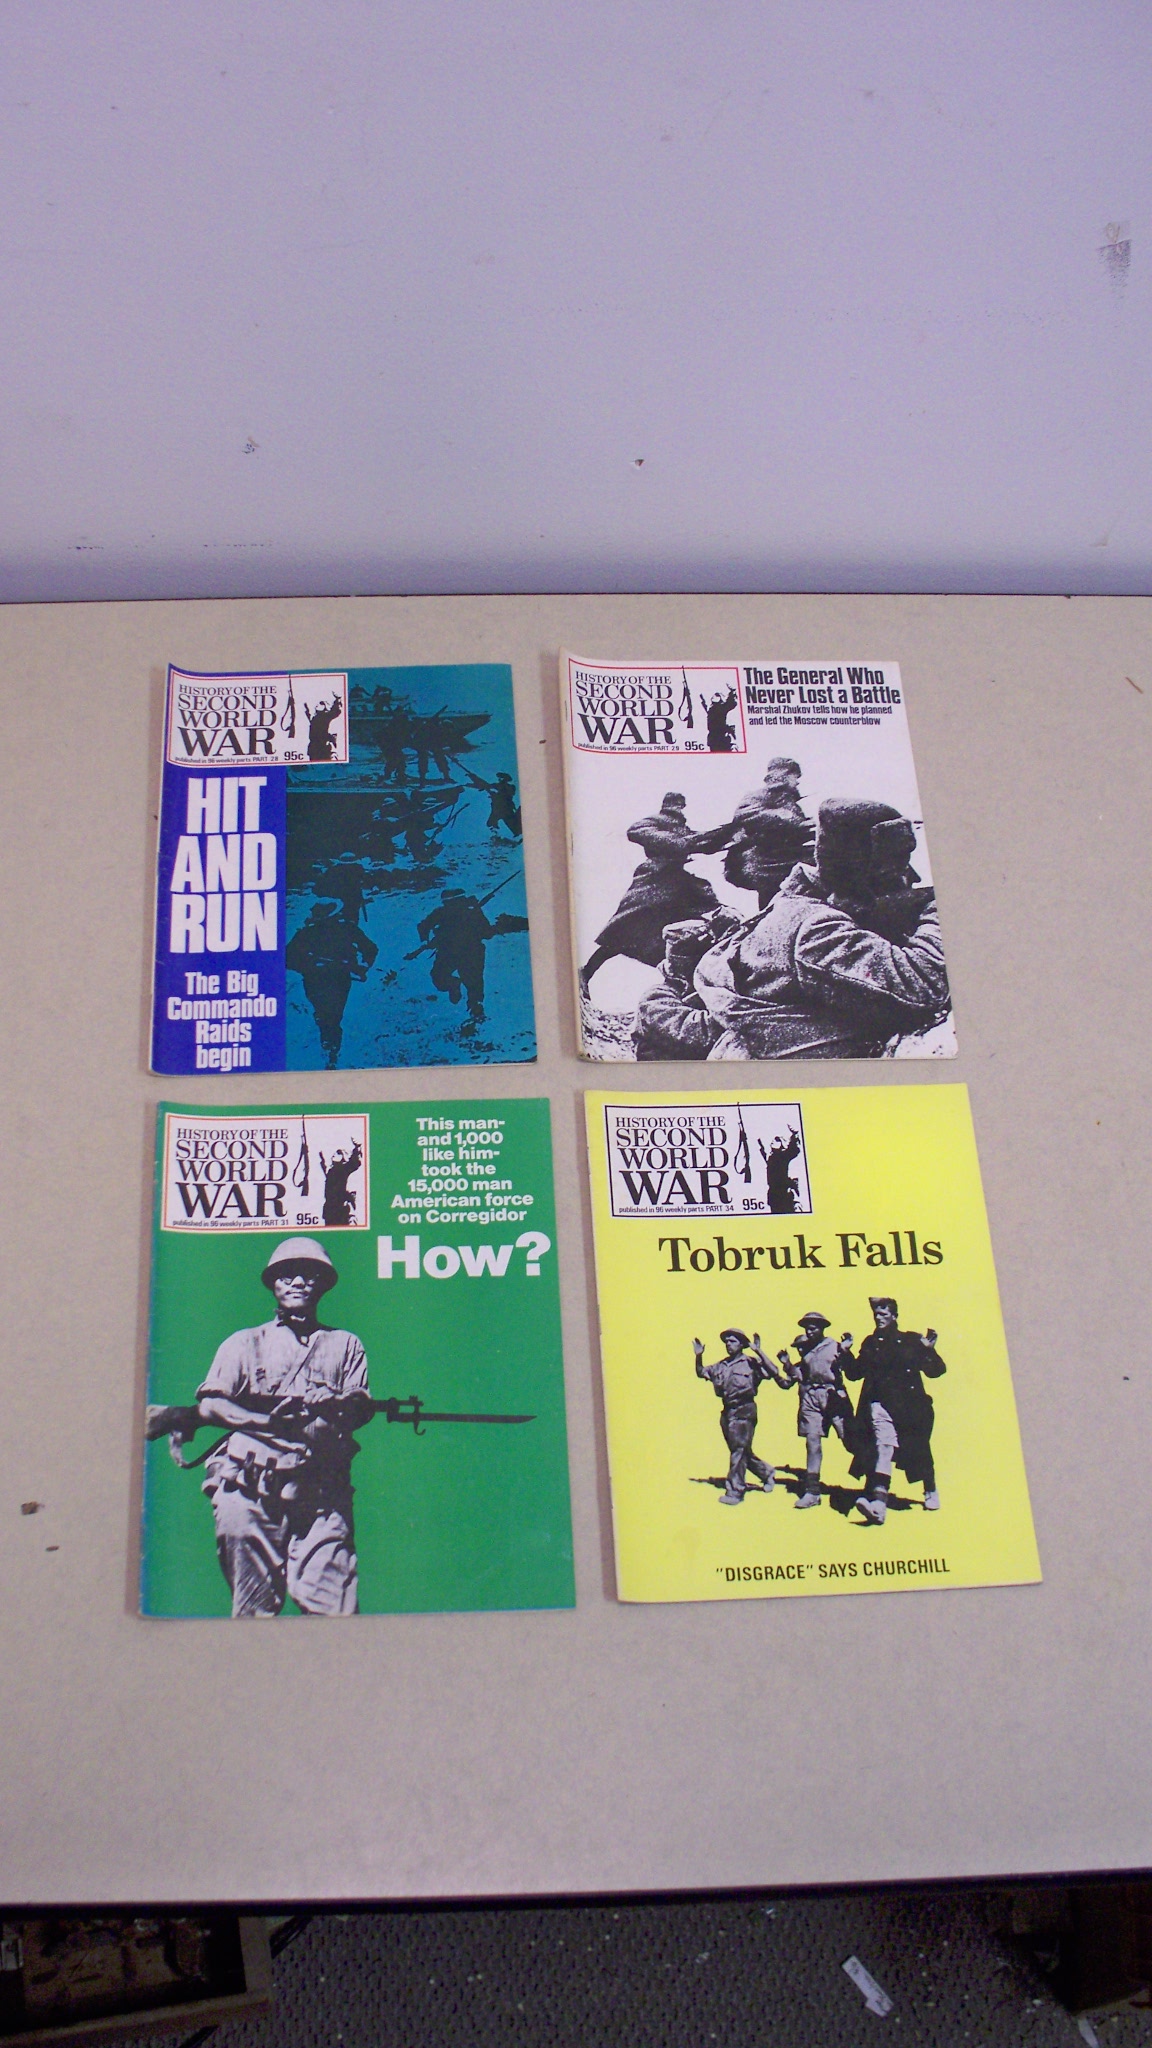 HISTORY OF THE
SECOND
WORLD
WAR
published in 96 weekly parts PART 28 95c
HIT
AND
RUN
The Big
Commando
Raids
begin
HISTORY OF THE
SECOND
WORLD
WAR
published in 96 weekly parts PART 29 95c
The General Who
Never Lost a Battle
Marshal Zhukov tells how he planned
and led the Moscow counterblow
HISTORY OF THE
SECOND
WORLD
WAR
published in 96 weekly parts PART 31 95c
This man-
and 1,000
like him-
took the
15,000 man
American force
on Corregidor
How?
HISTORY OF THE
SECOND
WORLD
WAR
published in 96 weekly parts PART 34 95c
Tobruk Falls
"DISGRACE" SAYS CHURCHILL